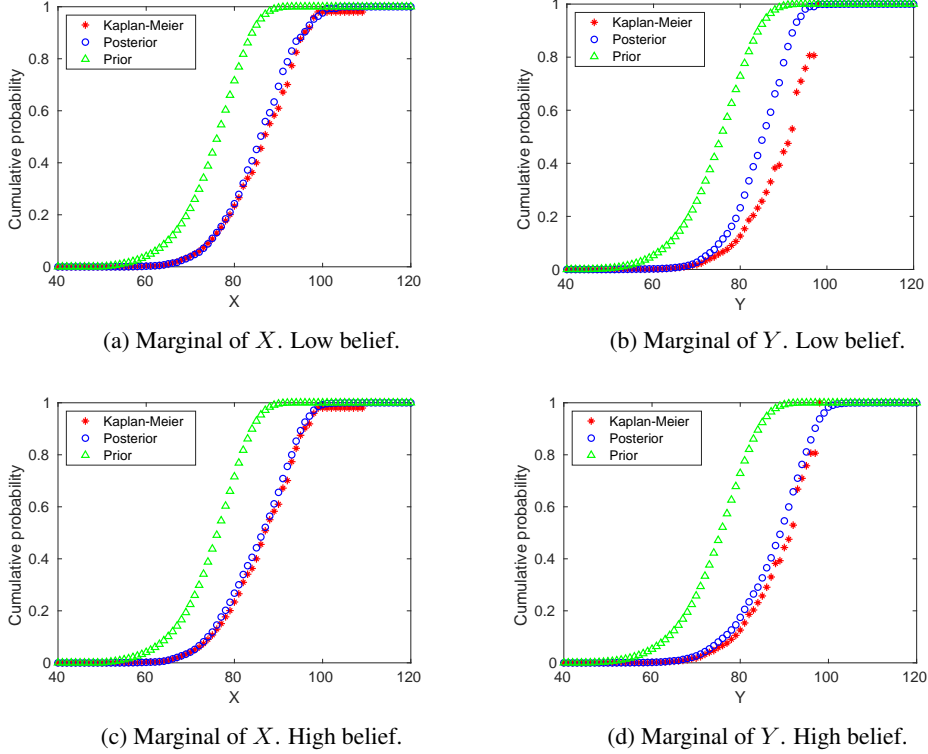 1
0.8
0.6
0.4
0.2
0
Cumulative probability
Kaplan-Meier
Posterior
Prior
40 60 80 100 120
X
(a) Marginal of X. Low belief.
1
0.8
0.6
0.4
0.2
0
Cumulative probability
Kaplan-Meier
Posterior
Prior
40 60 80 100 120
Y
(b) Marginal of Y. Low belief.
1
0.8
0.6
0.4
0.2
0
Cumulative probability
Kaplan-Meier
Posterior
Prior
40 60 80 100 120
X
(c) Marginal of X. High belief.
1
0.8
0.6
0.4
0.2
0
Cumulative probability
Kaplan-Meier
Posterior
Prior
40 60 80 100 120
Y
(d) Marginal of Y. High belief.